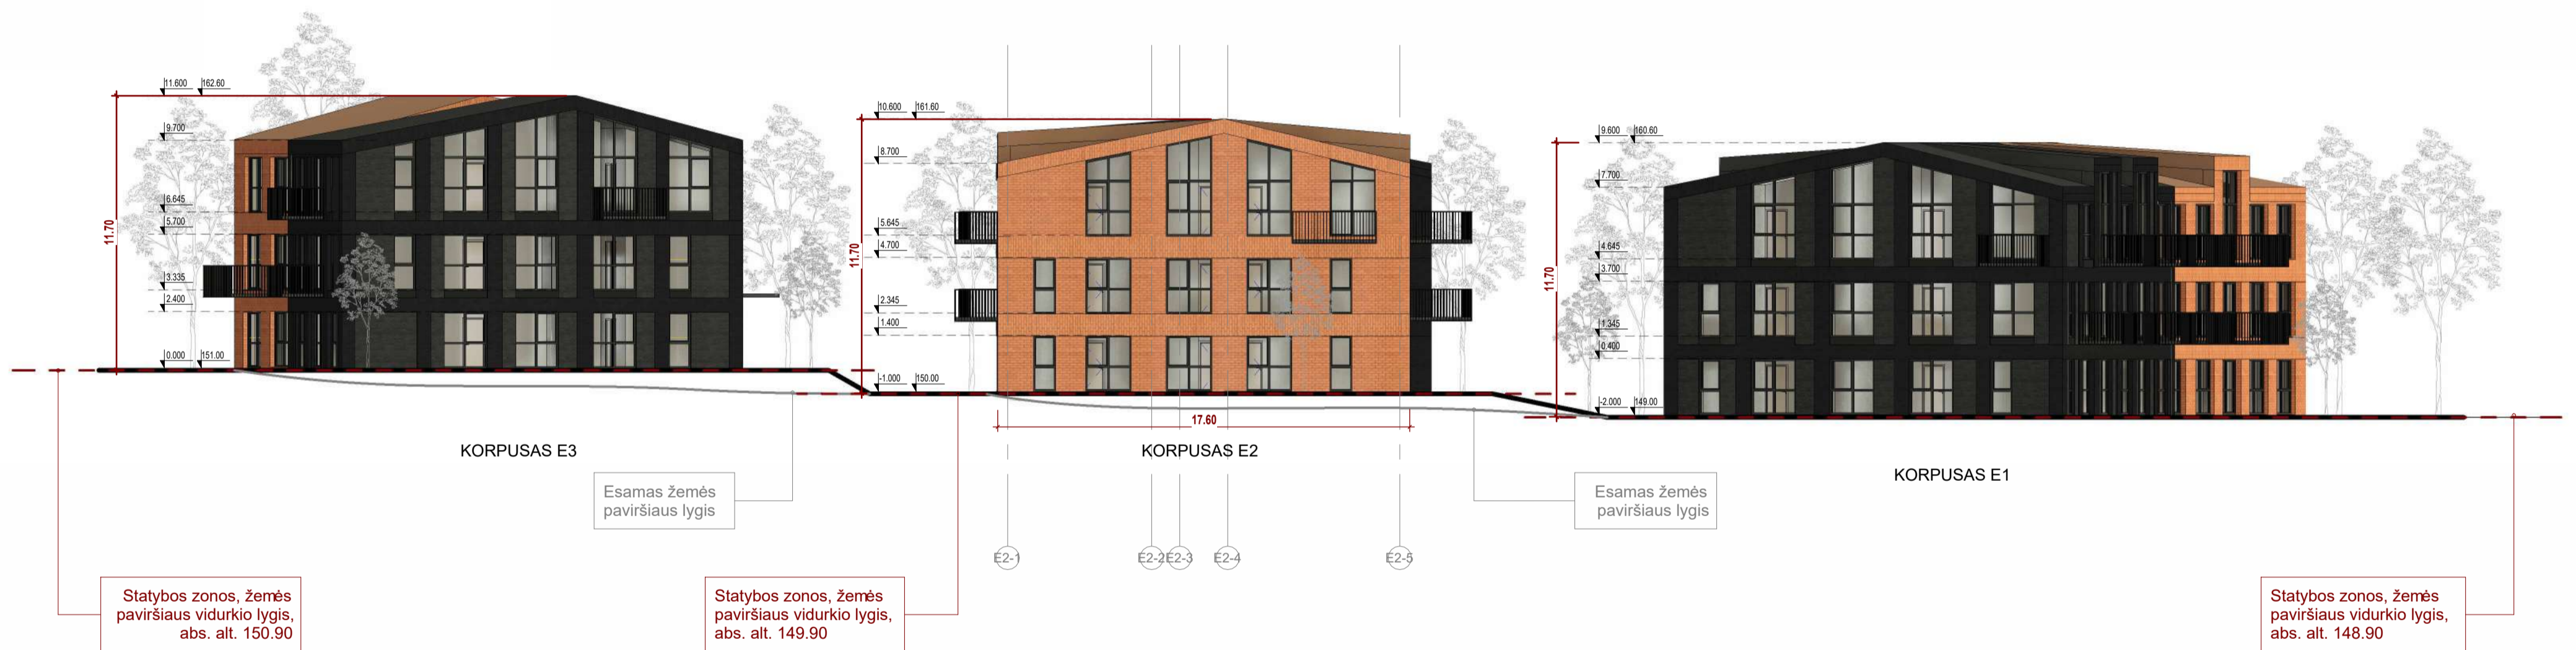 11.600 162.60
9.700
6.645
5.700
3.335
2.400
0.000 151.00
11.70
10.600 161.60
8.700
5.645
4.700
2.345
1.400
-1.000 150.00
11.70
17.60
9.600 160.60
7.700
4.645
3.700
1.345
0.400
-2.000 149.00
11.70
KORPUSAS E3
KORPUSAS E2
KORPUSAS E1
Esamas žemės
paviršiaus lygis
Esamas žemės
paviršiaus lygis
E2-1
E2-2
E2-3
E2-4
E2-5
Statybos zonos, žemės
paviršiaus vidurkio lygis,
abs. alt. 150.90
Statybos zonos, žemės
paviršiaus vidurkio lygis,
abs. alt. 149.90
Statybos zonos, žemės
paviršiaus vidurkio lygis,
abs. alt. 148.90